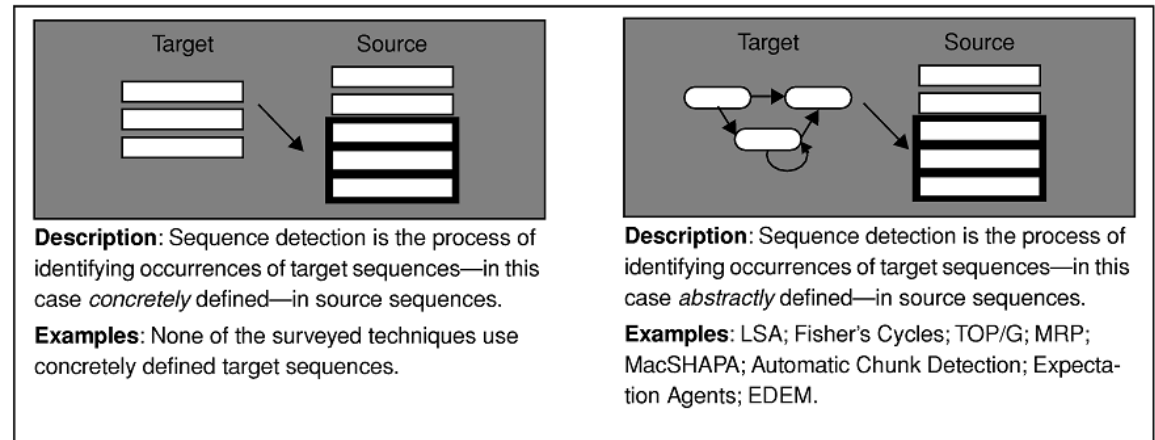 Target Source
Description: Sequence detection is the process of
identifying occurrences of target sequences—in this
case concretely defined—in source sequences.
Examples: None of the surveyed techniques use
concretely defined target sequences.
Target Source
Description: Sequence detection is the process of
identifying occurrences of target sequences—in this
case abstractly defined—in source sequences.
Examples: LSA; Fisher's Cycles; TOP/G; MRP;
MacSHAPA; Automatic Chunk Detection; Expecta-
tion Agents; EDEM.